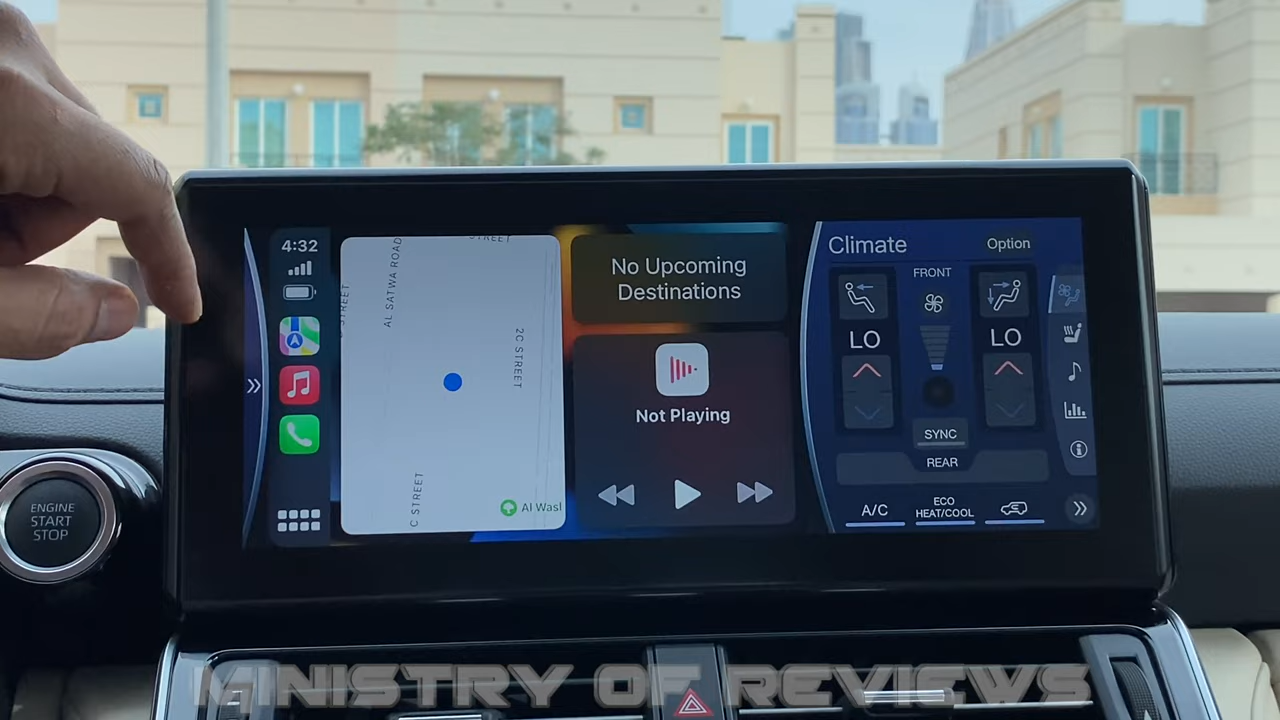 4:32
STREET
AL SATWA ROAD
STREET
2C STREET
C STREET
Al Wasl
No Upcoming
Destinations
Not Playing
Climate
Option
FRONT
LO
LO
SYNC
REAR
A/C
ECO
HEAT/COOL
ENGINE
START
STOP
MINISTRY OF REVIEWS